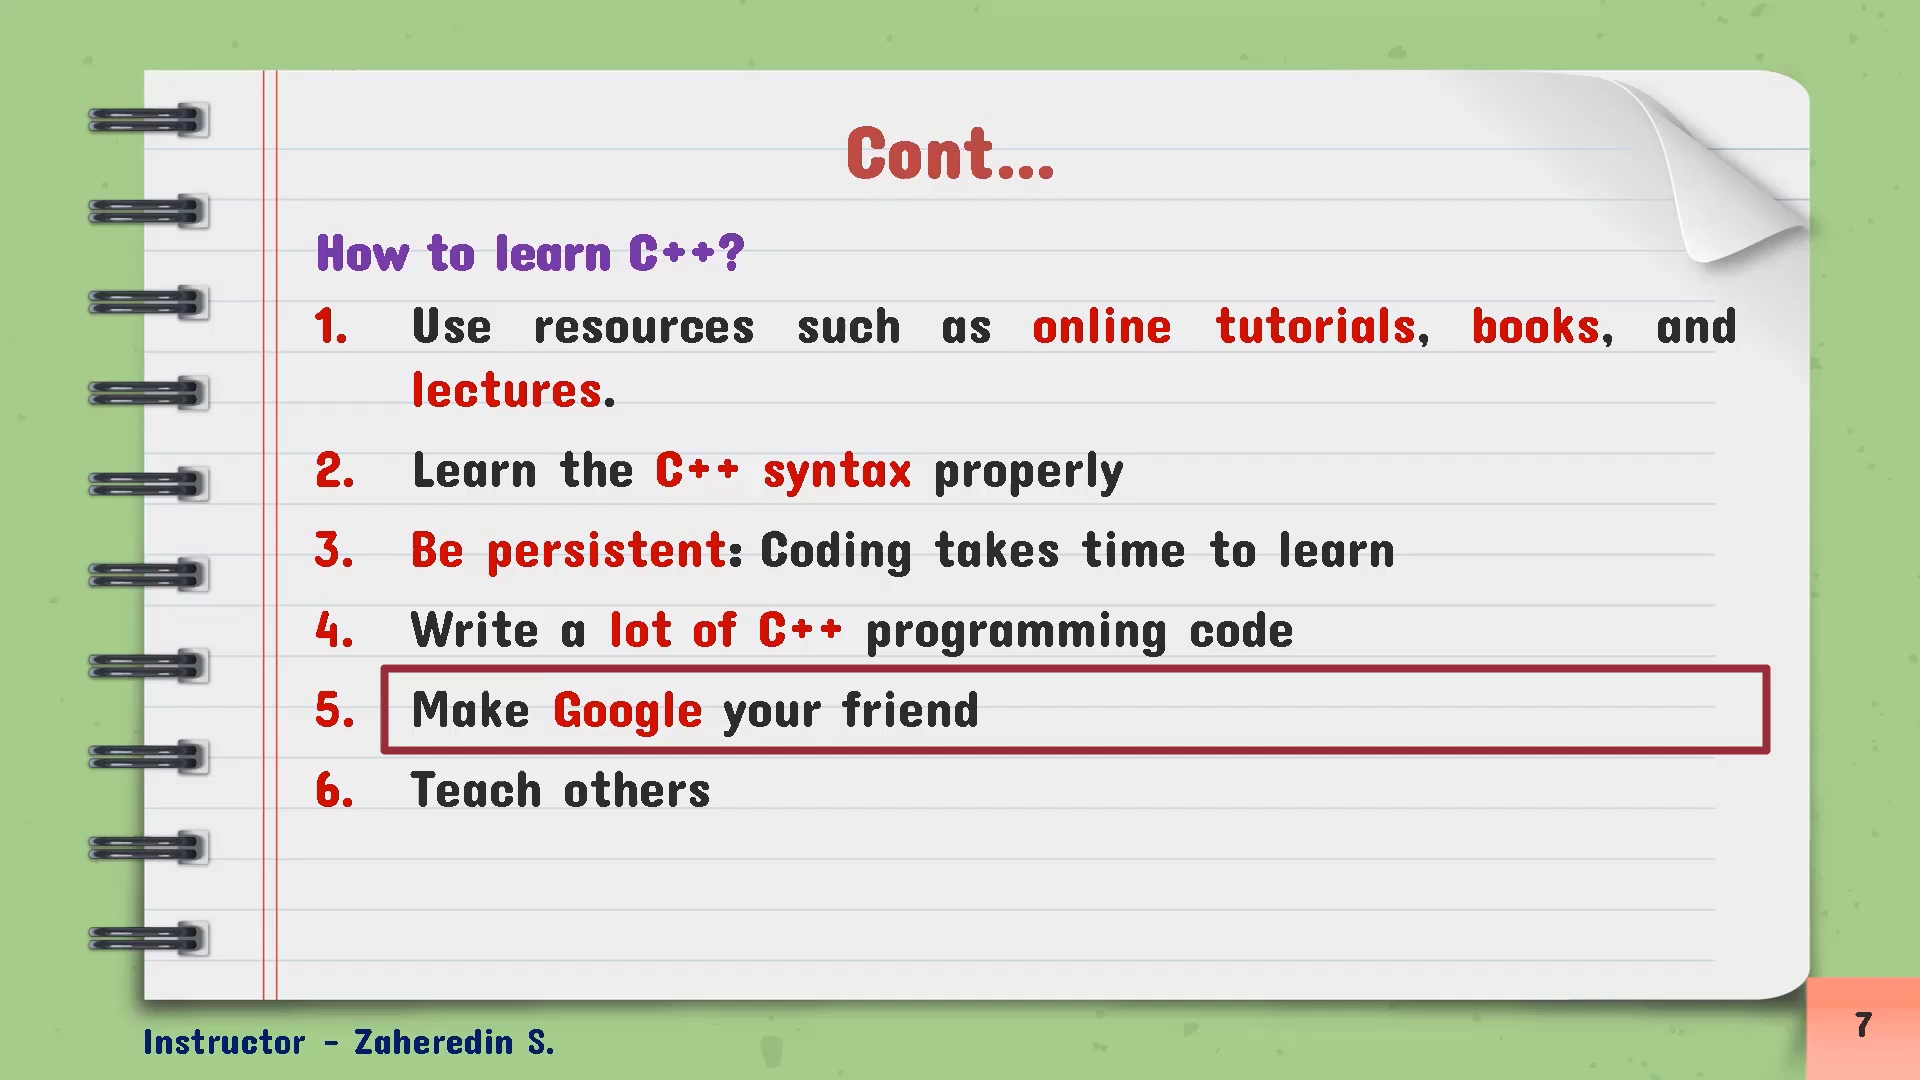 Cont...
How to learn C++?
1. Use resources such as online tutorials, books, and
lectures.
2. Learn the C++ syntax properly
3. Be persistent: Coding takes time to learn
4. Write a lot of C++ programming code
5. Make Google your friend
6. Teach others
Instructor - Zaheredin S.
7